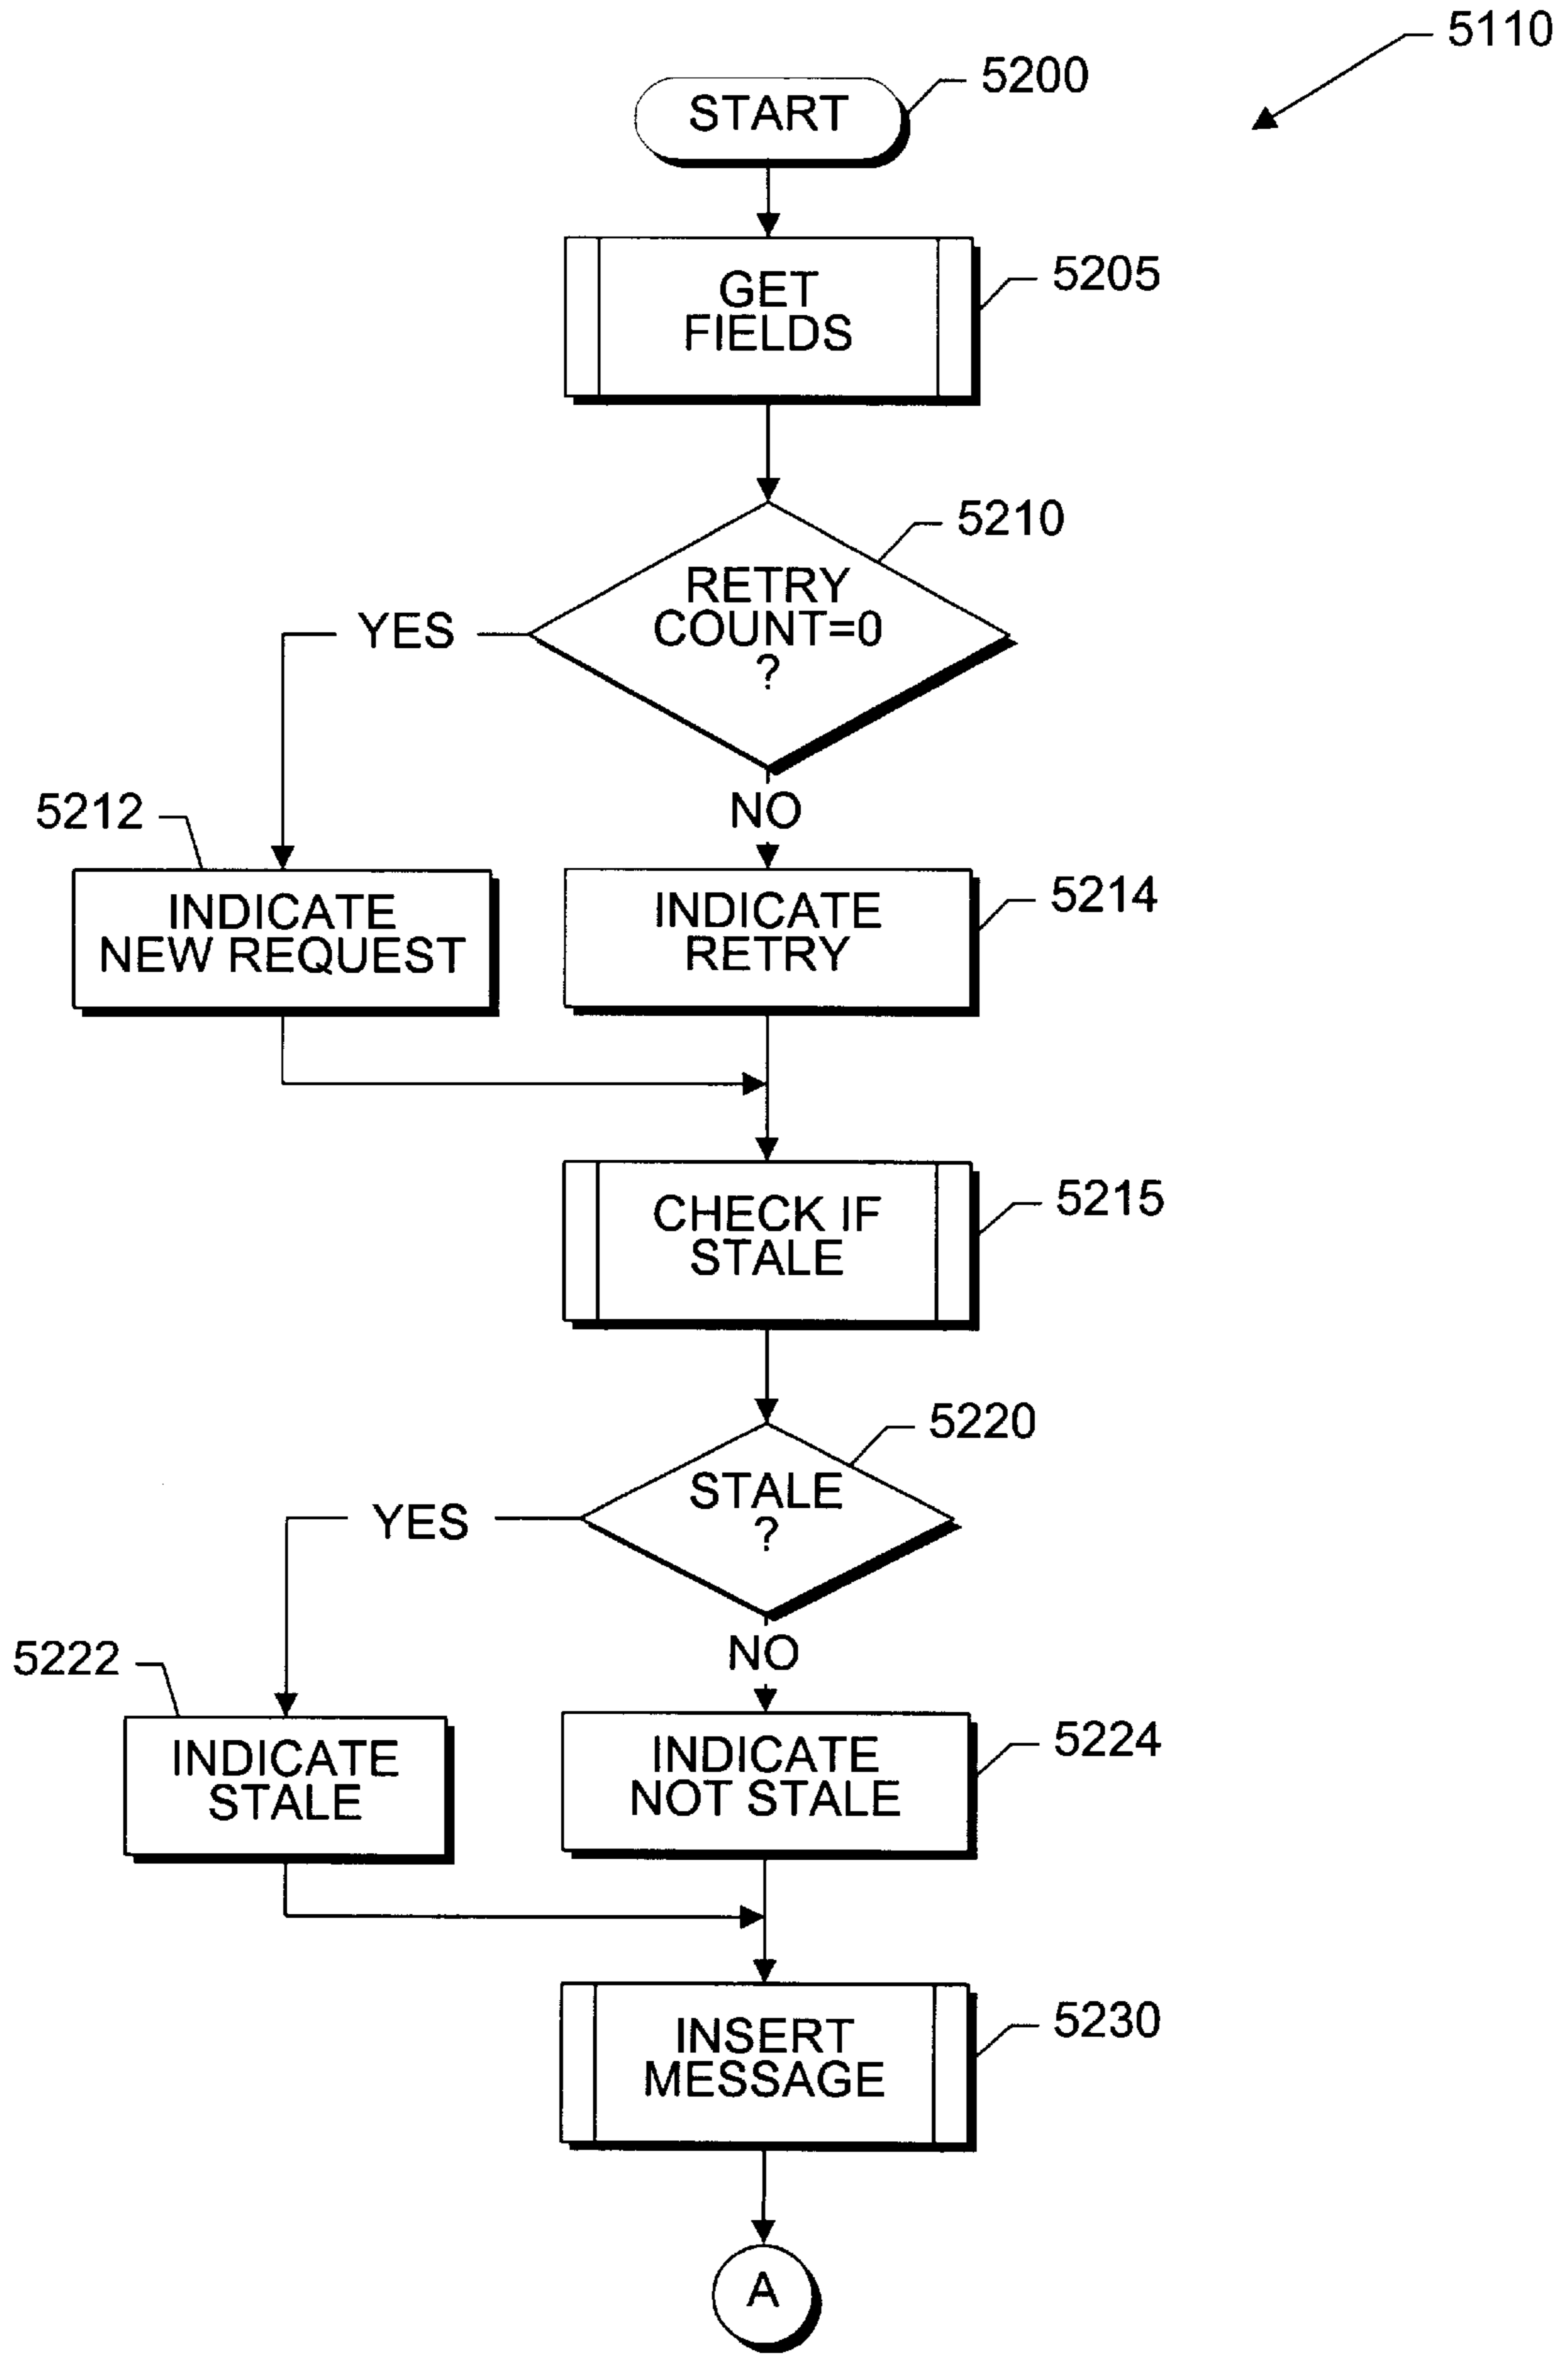 5110
5200
START
5205
GET
FIELDS
5210
RETRY
COUNT=0
?
YES
NO
5212
INDICATE
NEW REQUEST
5214
INDICATE
RETRY
5215
CHECK IF
STALE
5220
STALE
?
YES
NO
5222
INDICATE
STALE
5224
INDICATE
NOT STALE
5230
INSERT
MESSAGE
A